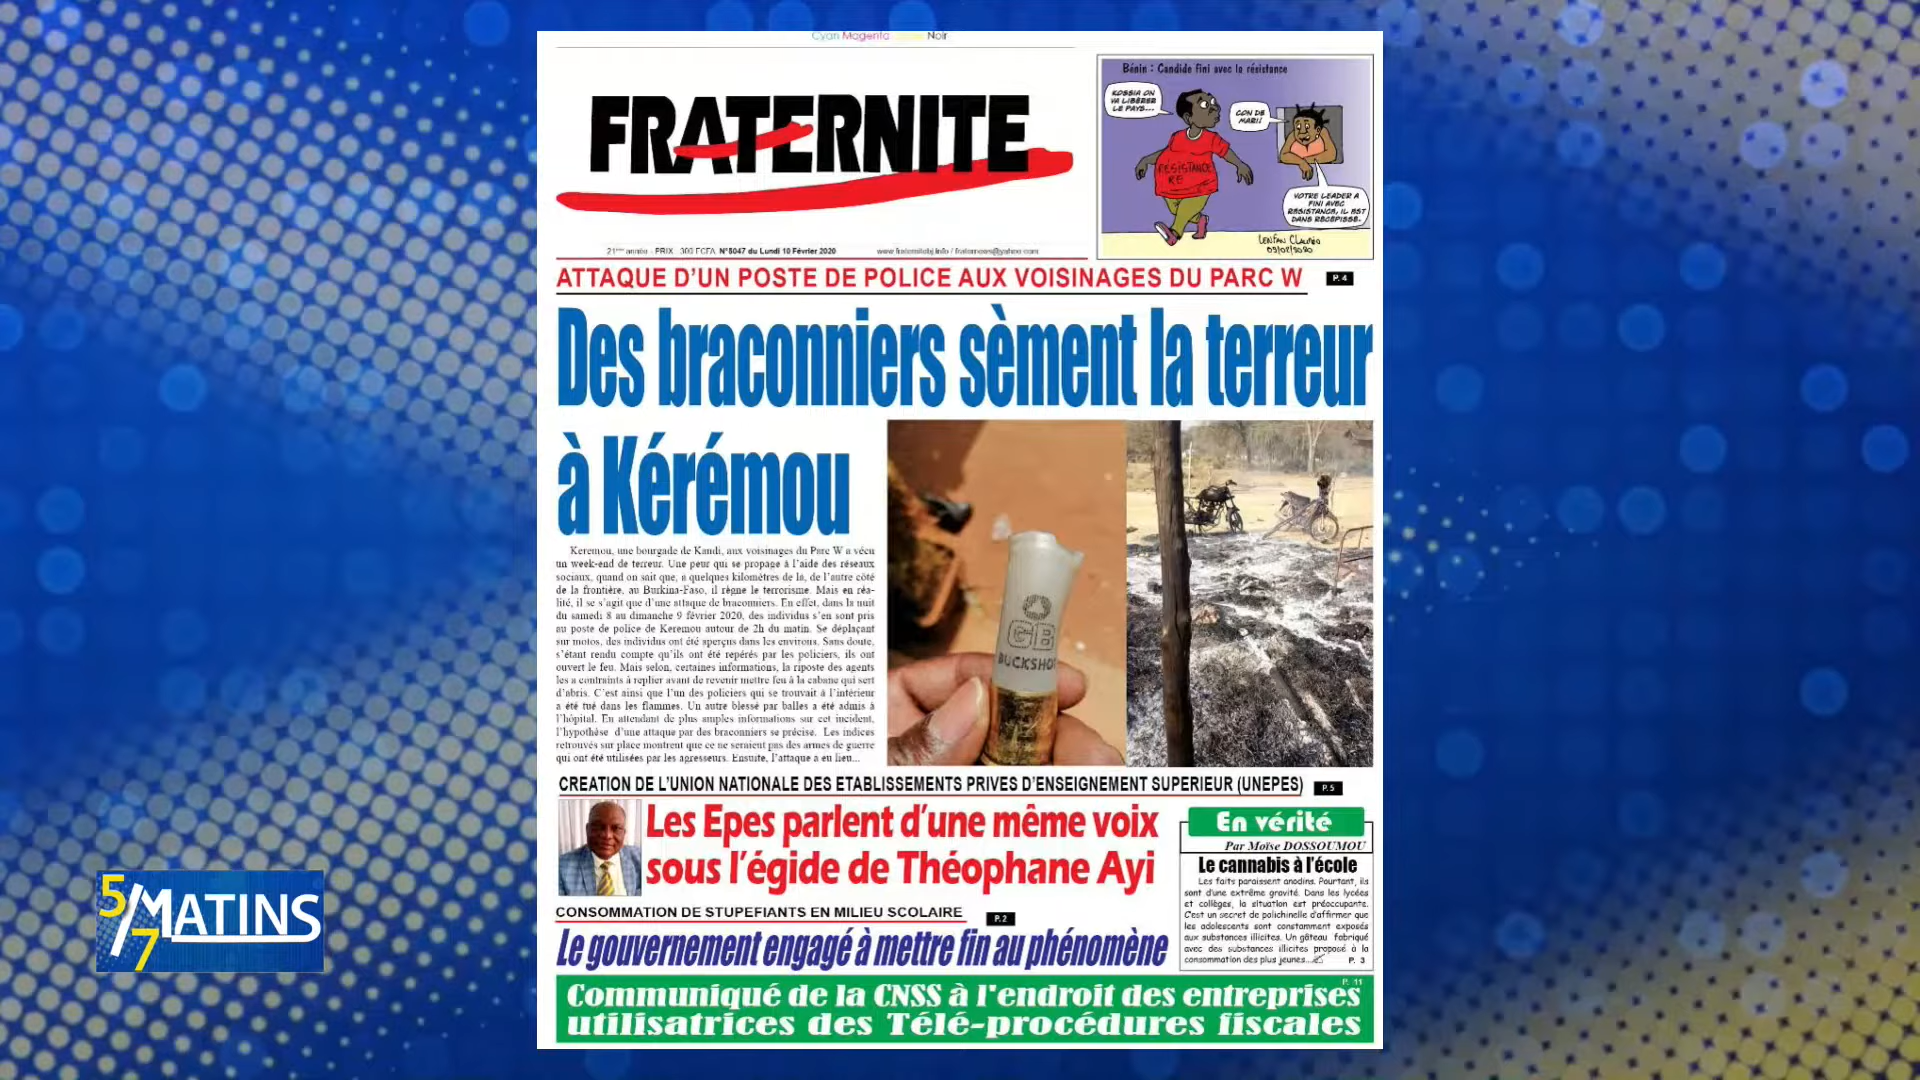 Cyan Magenta Noir
FRATERNITE
21ème année - PRIX 300 FCFA N°5047 du Lundi 10 Février 2020
Bénin : Candide fini avec la résistance
KOSSIA ON
VA LIBÉRER
LE PAYS...
CON DE
MARI!
RESISTANCE
RE
VOTRE LEADER A
FINI AVEC
RESISTANCE, IL EST
DANS RECEPISSE.
09/02/2020
ATTAQUE D'UN POSTE DE POLICE AUX VOISINAGES DU PARC W P.4
Des braconniers sèment la terreur
à Kérémou
Keremou, une bourgade de Kandi, aux voisinages du Parc W a vécu
un week-end de terreur. Une peur qui se propage à l'aide des réseaux
sociaux, quand on sait que, a quelques kilomètres de là, de l'autre côté
de la frontière, au Burkina-Faso, il règne le terrorisme. Mais en réa-
lité, il se s'agit que d'une attaque de braconniers. En effet, dans la nuit
du samedi 8 au dimanche 9 février 2020, des individus s'en sont pris
au poste de police de Keremou autour de 2h du matin. Se déplaçant
sur motos, des individus ont été aperçus dans les environs. Sans doute,
s'étant rendu compte qu'ils ont été repérés par les policiers, ils ont
ouvert le feu. Mais selon, certaines informations, la riposte des agents
les a contraints à replier avant de revenir mettre feu à la cabane qui sert
d'abris. C'est ainsi que l'un des policiers qui se trouvait à l'intérieur
a été tué dans les flammes. Un autre blessé par balles a été admis à
l'hôpital. En attendant de plus amples informations sur cet incident,
l'hypothèse d'une attaque par des braconniers se précise. Les indices
retrouvés sur place montrent que ce ne seraient pas des armes de guerre
qui ont été utilisées par les agresseurs. Ensuite, l'attaque a eu lieu...
GB
BUCKSHOT
CREATION DE L'UNION NATIONALE DES ETABLISSEMENTS PRIVES D'ENSEIGNEMENT SUPERIEUR (UNEPES) P.5
Les Epes parlent d'une même voix
sous l'égide de Théophane Ayi
CONSOMMATION DE STUPEFIANTS EN MILIEU SCOLAIRE P.2
Le gouvernement engagé à mettre fin au phénomène
En vérité
Par Moïse DOSSOUMOU
Le cannabis à l'école
Les faits paraissent anodins. Pourtant, ils
sont d'une extrême gravité. Dans les lycées
et collèges, la situation est préoccupante.
C'est un secret de polichinelle d'affirmer que
les adolescents sont constamment exposés
aux substances illicites. Un gâteau fabriqué
avec des substances illicites proposé à la
consommation des plus jeunes... P. 3
P. 11
Communiqué de la CNSS à l'endroit des entreprises
utilisatrices des Télé-procédures fiscales
5/7 MATINS